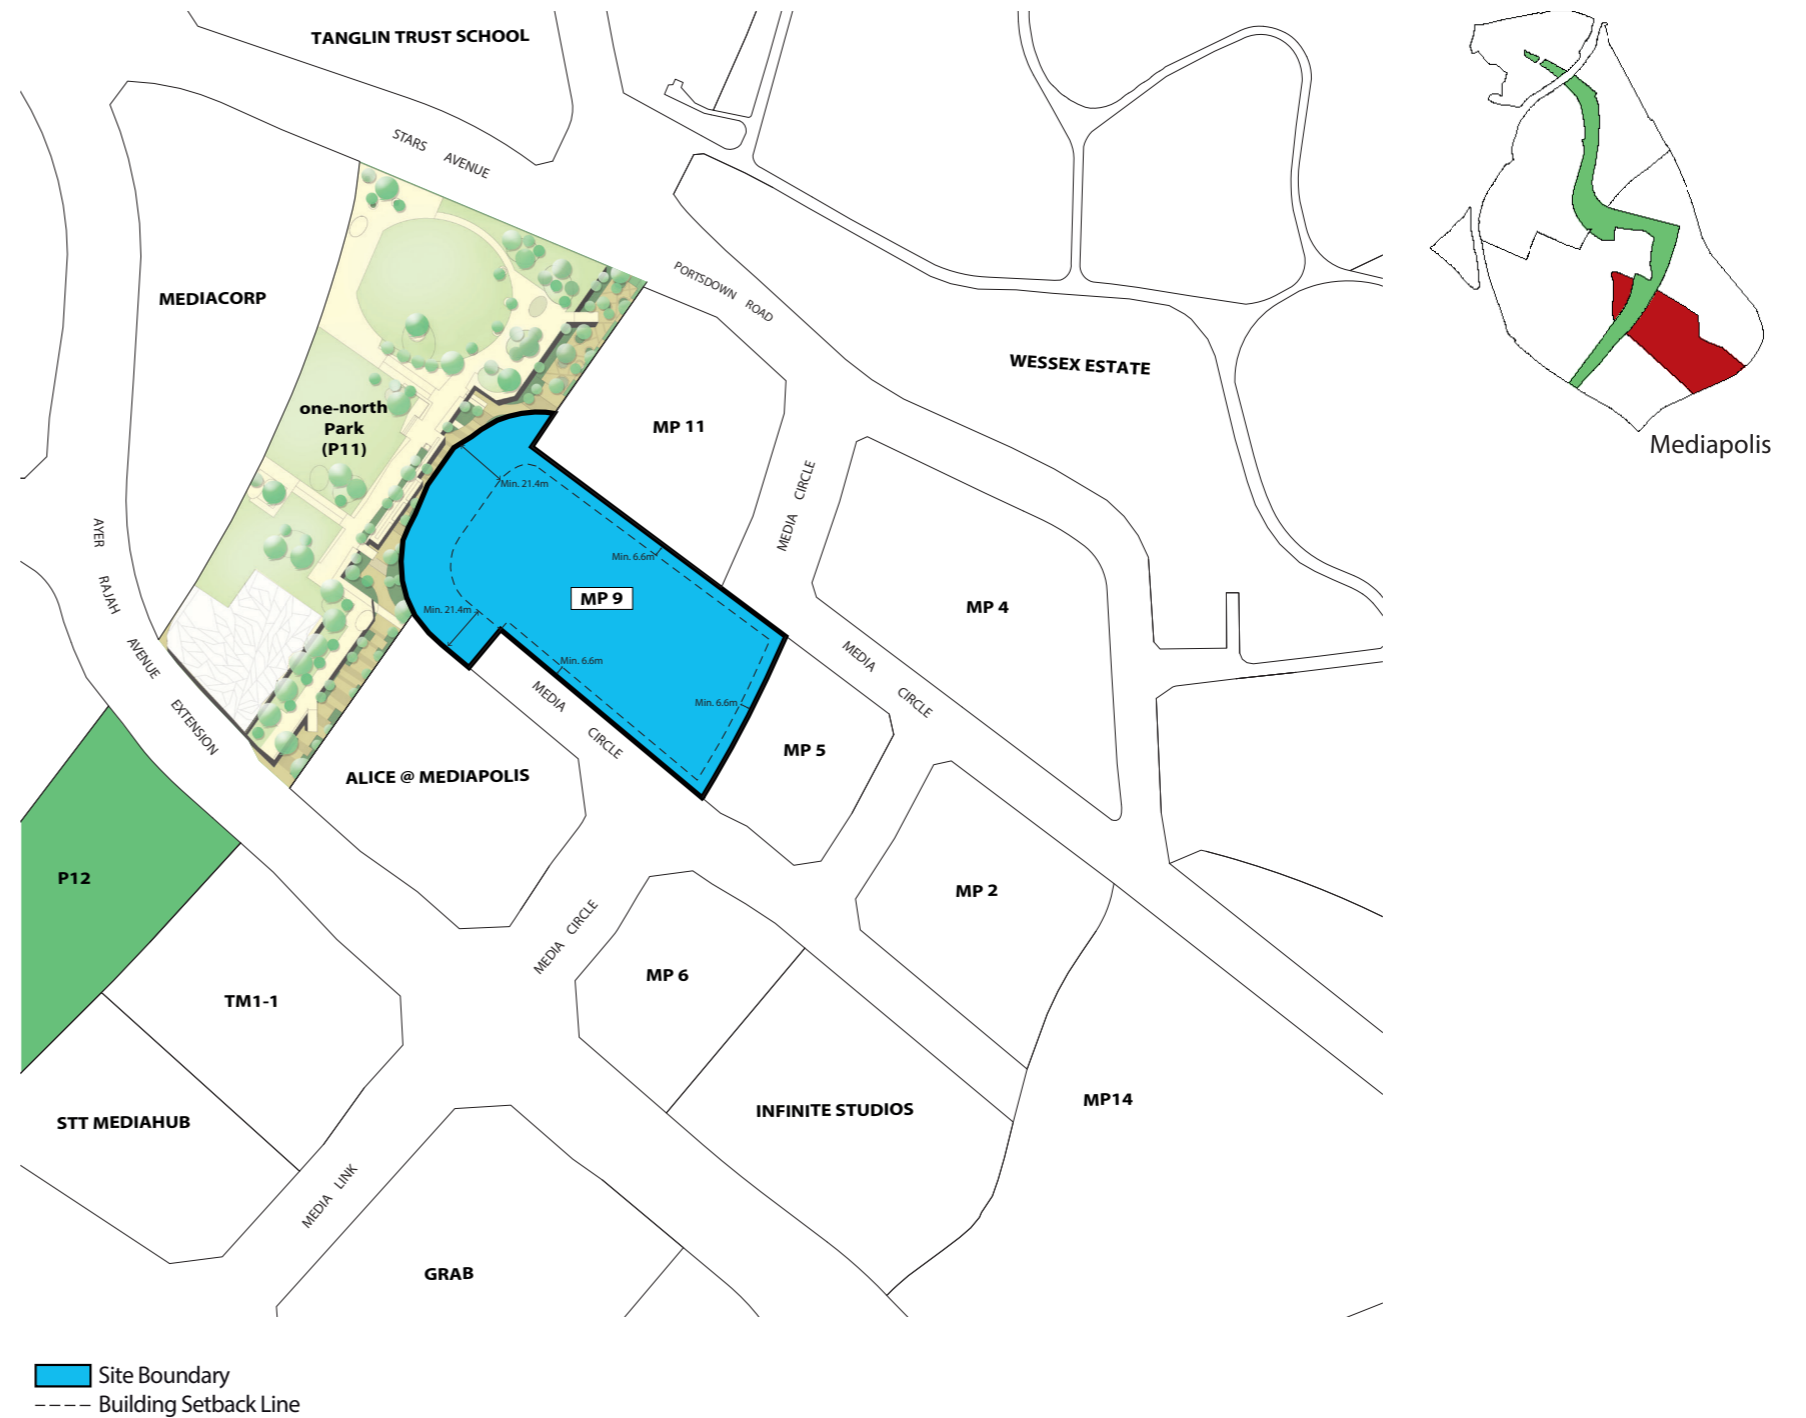 TANGLIN TRUST SCHOOL
STARS AVENUE
MEDIACORP
PORTSDOWN ROAD
WESSEX ESTATE
one-north
Park
(P11)
MP 11
Mediapolis
MEDIA CIRCLE
Min. 21.4m
Min. 6.6m
AYER RAJAH AVENUE EXTENSION
MP 9
Min. 21.4m
MP 4
Min. 6.6m
MEDIA CIRCLE
MEDIA CIRCLE
Min. 6.6m
MP 5
ALICE @ MEDIAPOLIS
P12
MP 2
MEDIA CIRCLE
MP 6
TM1-1
MP14
INFINITE STUDIOS
STT MEDIAHUB
MEDIA LINK
GRAB
Site Boundary
Building Setback Line